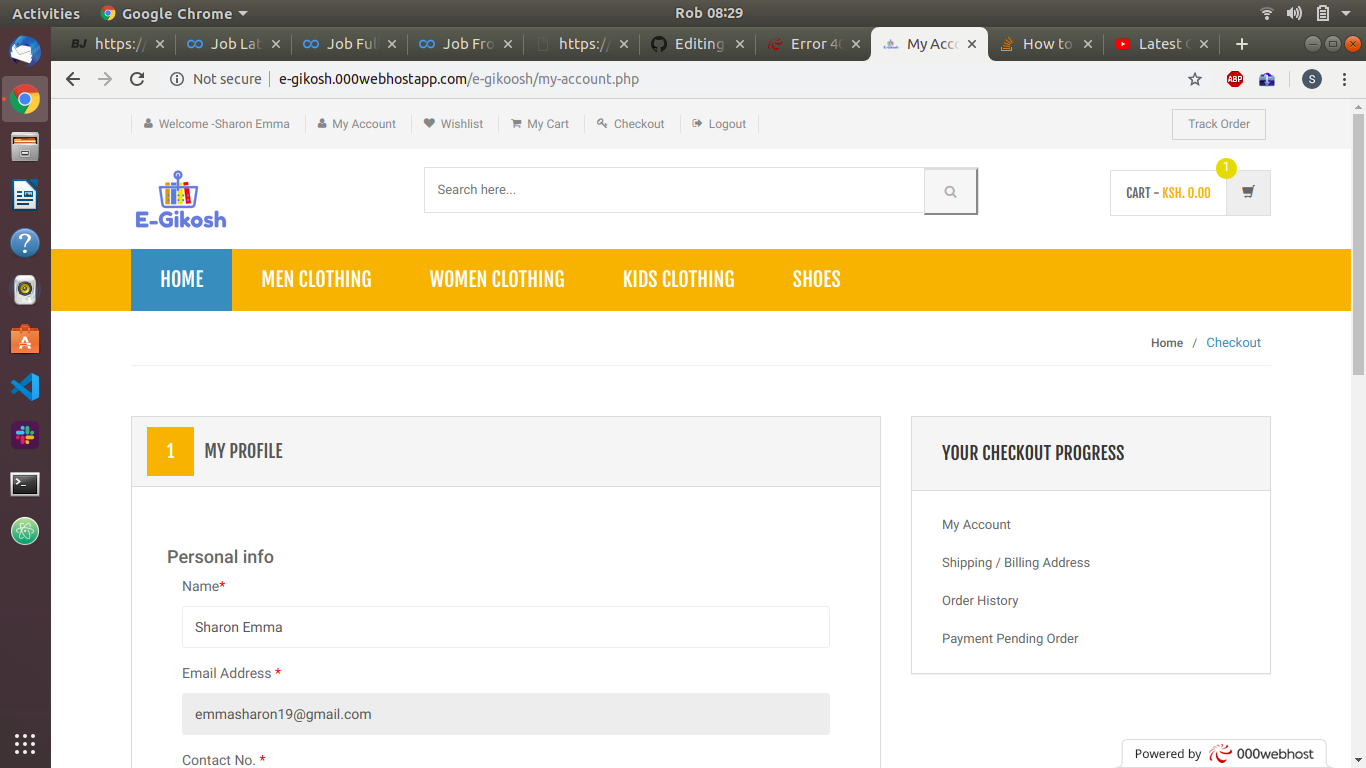 Activities Google Chrome Rob 08:29
BJ https:/ Job Lat Job Ful Job Fro https:/ Editing Error 40 My Acc How to Latest
Not secure e-gikosh.000webhostapp.com/e-gikoosh/my-account.php ABP S
Welcome -Sharon Emma My Account Wishlist My Cart Checkout Logout Track Order
E-Gikosh Search here... CART - KSH. 0.00 1
HOME MEN CLOTHING WOMEN CLOTHING KIDS CLOTHING SHOES
Home / Checkout
1 MY PROFILE
Personal info
Name*
Sharon Emma
Email Address *
emmasharon19@gmail.com
Contact No. *
YOUR CHECKOUT PROGRESS
My Account
Shipping / Billing Address
Order History
Payment Pending Order
Powered by 000webhost